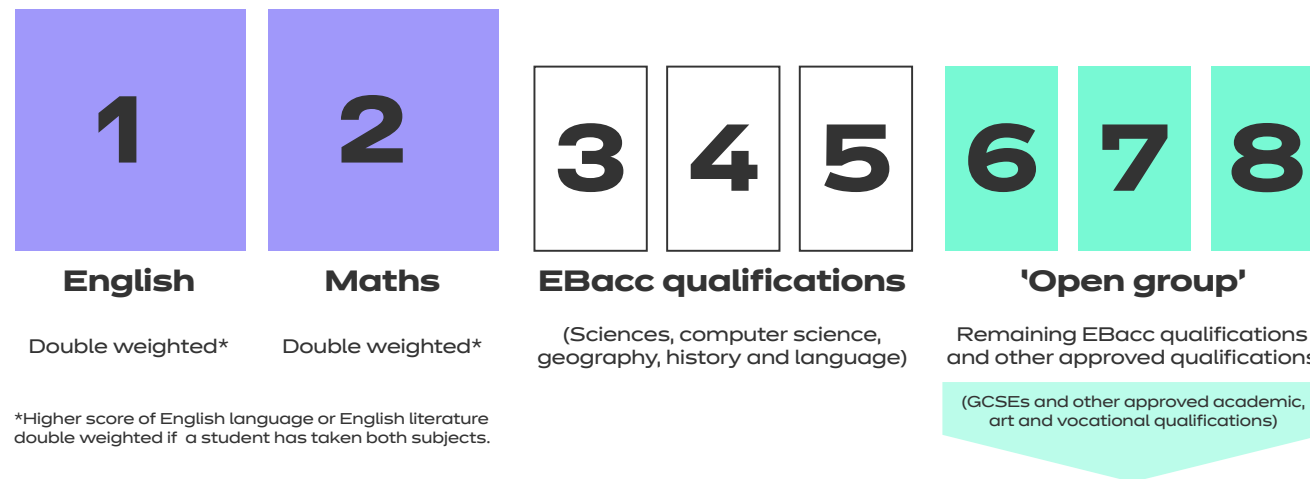 1
2
3
4
5
6
7
8
English
Maths
EBacc qualifications
'Open group'
Double weighted*
Double weighted*
(Sciences, computer science,
geography, history and language)
Remaining EBacc qualifications
and other approved qualifications
(GCSEs and other approved academic,
art and vocational qualifications)
*Higher score of English language or English literature
double weighted if a student has taken both subjects.